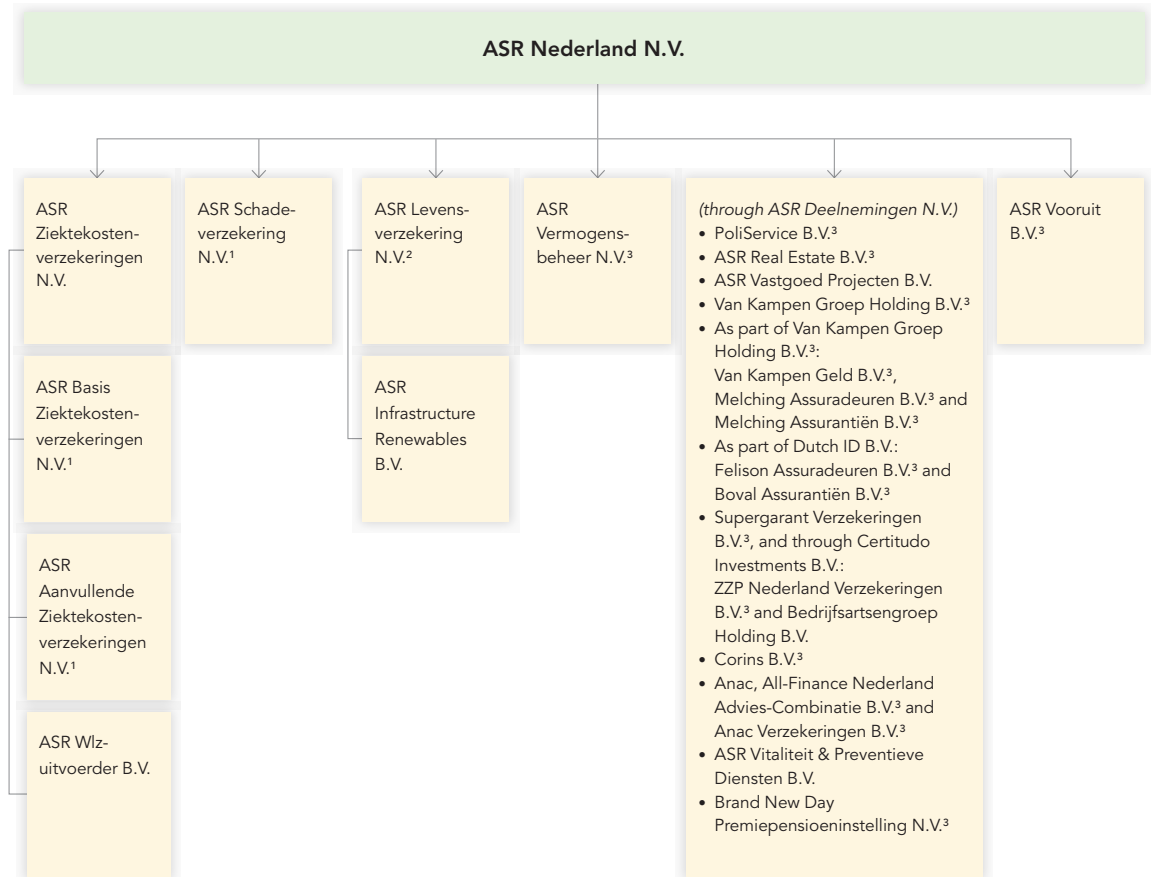 ASR Nederland N.V.
ASR
Ziektekosten-
verzekeringen
N.V.
ASR Basis
Ziektekosten-
verzekeringen
N.V.¹
ASR
Aanvullende
Ziektekosten-
verzekeringen
N.V.¹
ASR Wlz-
uitvoerder B.V.
ASR Schade-
verzekering
N.V.¹
ASR Levens-
verzekering
N.V.²
ASR
Infrastructure
Renewables
B.V.
ASR
Vermogens-
beheer N.V.³
(through ASR Deelnemingen N.V.)
• PoliService B.V.³
• ASR Real Estate B.V.³
• ASR Vastgoed Projecten B.V.
• Van Kampen Groep Holding B.V.³
• As part of Van Kampen Groep
Holding B.V.³:
Van Kampen Geld B.V.³,
Melching Assuradeuren B.V.³ and
Melching Assurantiën B.V.³
• As part of Dutch ID B.V.:
Felison Assuradeuren B.V.³ and
Boval Assurantiën B.V.³
• Supergarant Verzekeringen
B.V.³, and through Certitudo
Investments B.V.:
ZZP Nederland Verzekeringen
B.V.³ and Bedrijfsartsengroep
Holding B.V.
• Corins B.V.³
• Anac, All-Finance Nederland
Advies-Combinatie B.V.³ and
Anac Verzekeringen B.V.³
• ASR Vitaliteit & Preventieve
Diensten B.V.
• Brand New Day
Premiepensioeninstelling N.V.³
ASR Vooruit
B.V.³